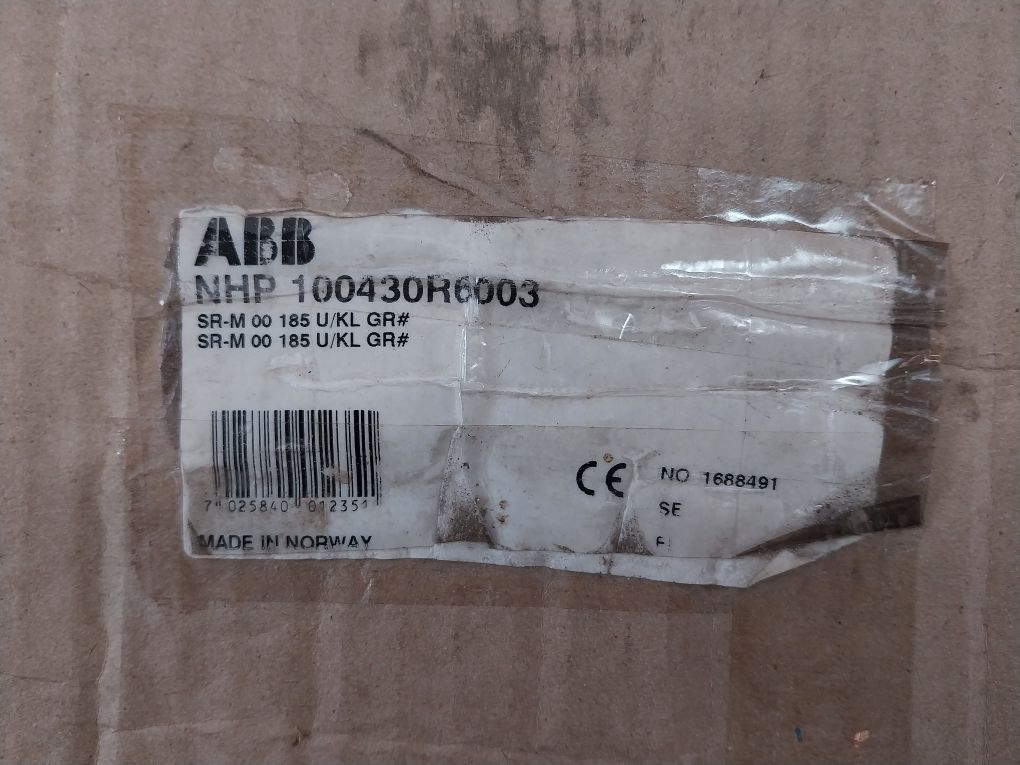 ABB
NHP 100430R6003
SR-M 00 185 U/KL GR#
SR-M 00 185 U/KL GR#
7 025840 012351
MADE IN NORWAY
CE
NO 1688491
SE
FI